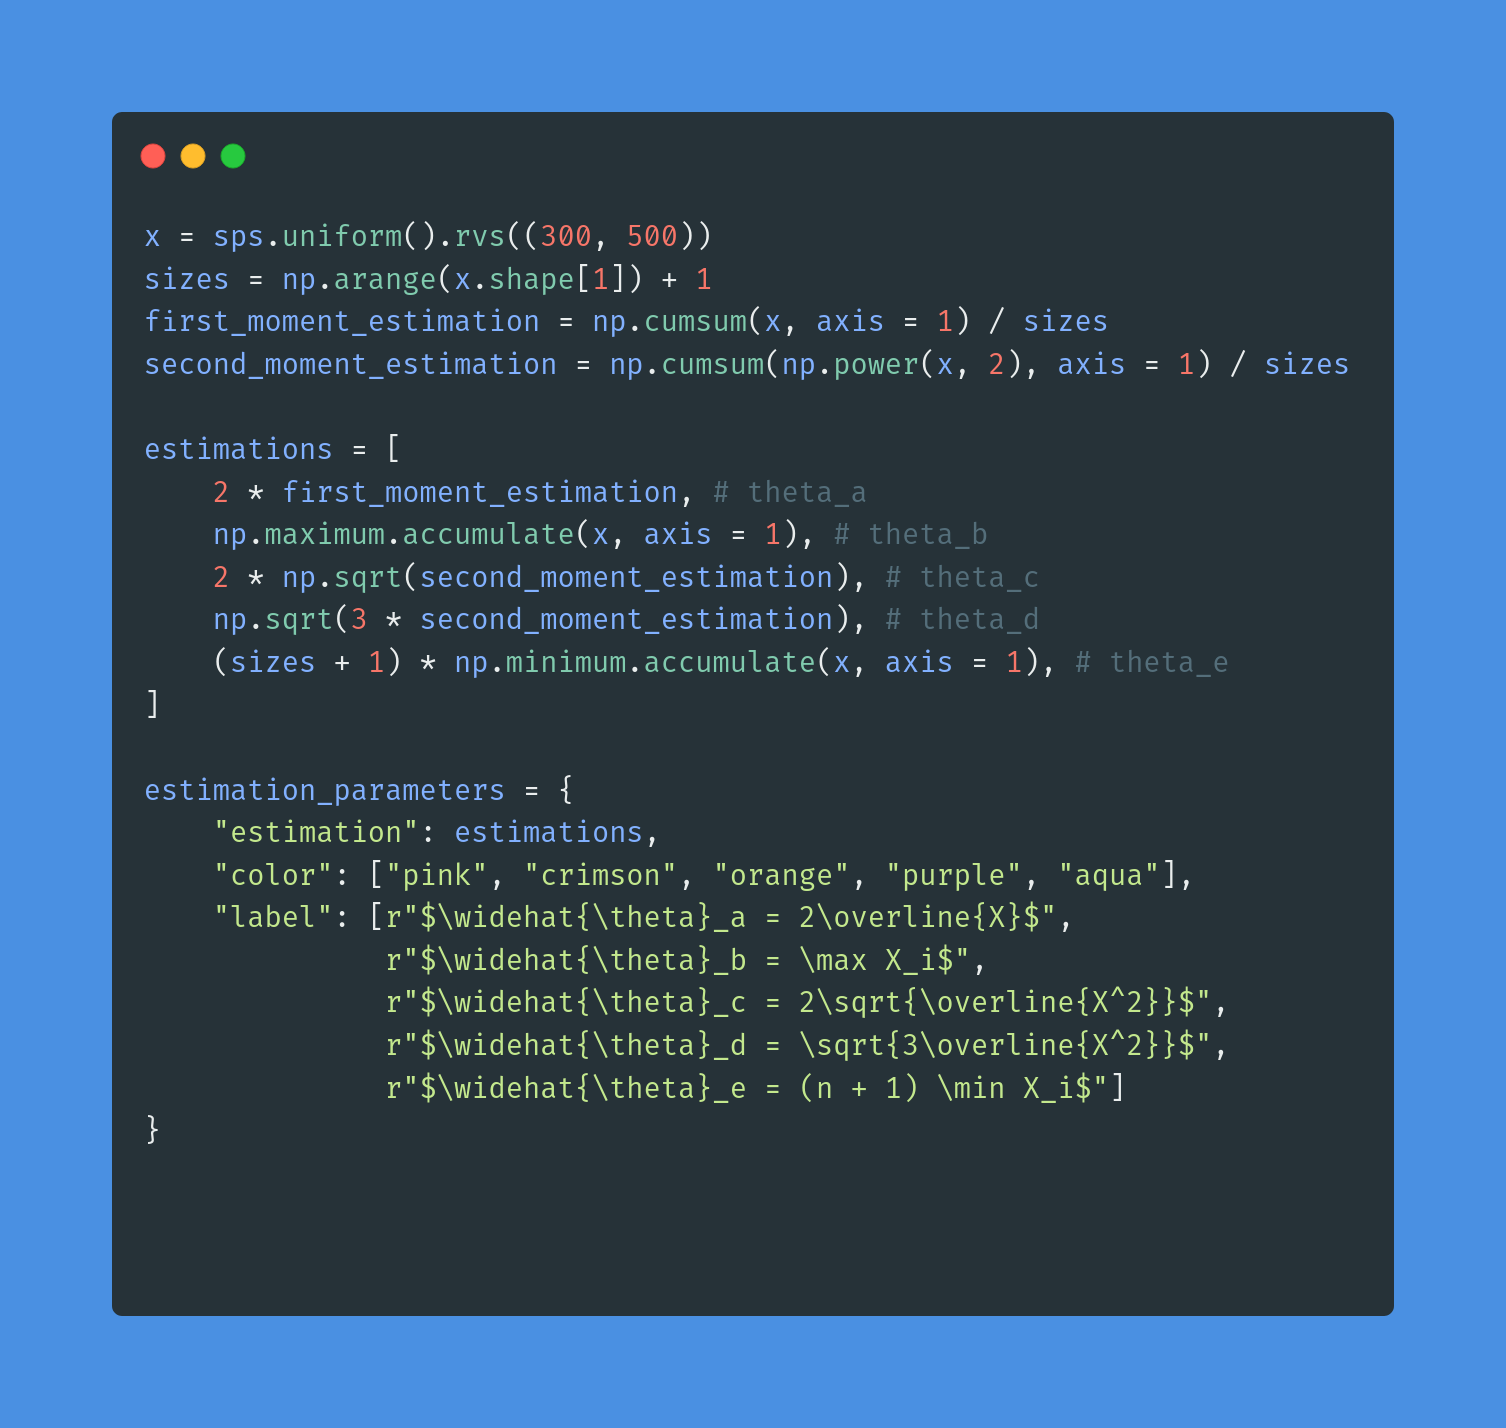 x = sps.uniform().rvs((300, 500))
sizes = np.arange(x.shape[1]) + 1
first_moment_estimation = np.cumsum(x, axis = 1) / sizes
second_moment_estimation = np.cumsum(np.power(x, 2), axis = 1) / sizes

estimations = [
    2 * first_moment_estimation, # theta_a
    np.maximum.accumulate(x, axis = 1), # theta_b
    2 * np.sqrt(second_moment_estimation), # theta_c
    np.sqrt(3 * second_moment_estimation), # theta_d
    (sizes + 1) * np.minimum.accumulate(x, axis = 1), # theta_e
]

estimation_parameters = {
    "estimation": estimations,
    "color": ["pink", "crimson", "orange", "purple", "aqua"],
    "label": [r"$\widehat{\theta}_a = 2\overline{X}$",
              r"$\widehat{\theta}_b = \max X_i$",
              r"$\widehat{\theta}_c = 2\sqrt{\overline{X^2}}$",
              r"$\widehat{\theta}_d = \sqrt{3\overline{X^2}}$",
              r"$\widehat{\theta}_e = (n + 1) \min X_i$"]
}